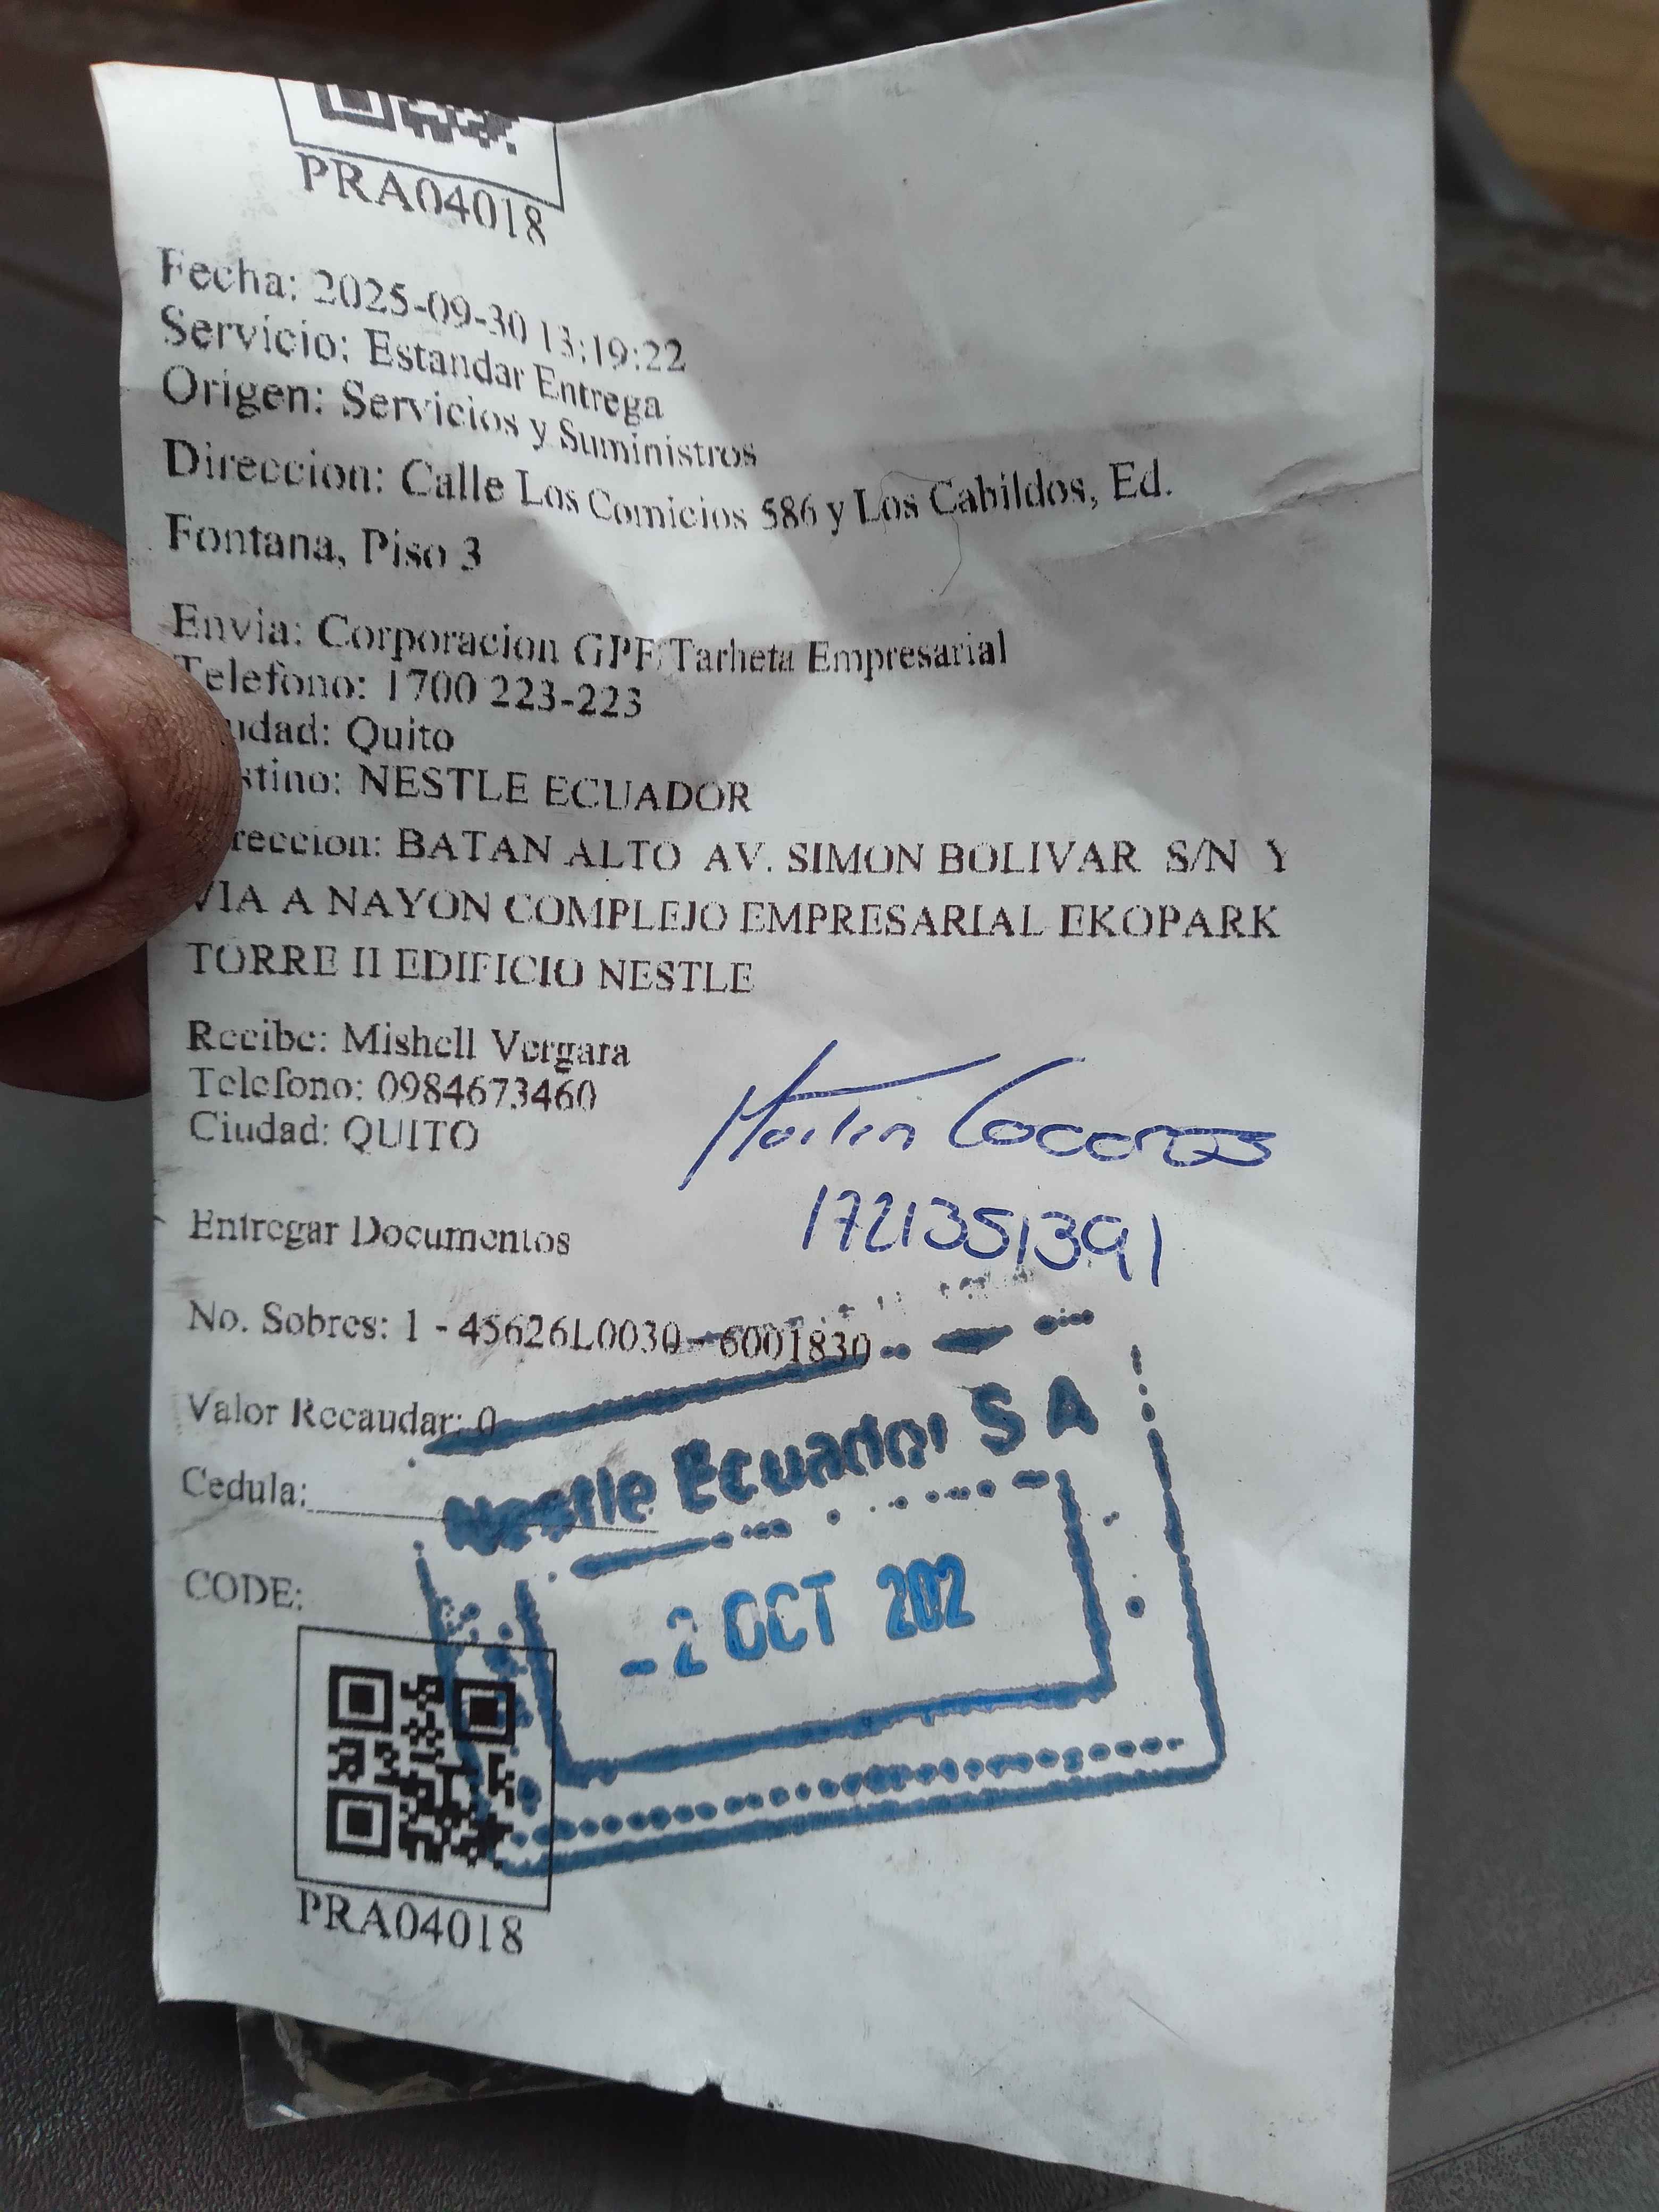 PRA04018
Fecha: 2025-09-30 13:19:22
Servicio: Estandar Entrega
Origen: Servicios y Suministros
Direccion: Calle Los Comicios 586 y Los Cabildos, Ed.
Fontana, Piso 3
Envia: Corporacion GPF Tarheta Empresarial
Telefono: 1700 223-223
udad: Quito
stino: NESTLE ECUADOR
reccion: BATAN ALTO AV. SIMON BOLIVAR S/N Y
VIA A NAYON COMPLEJO EMPRESARIAL EKOPARK
TORRE II EDIFICIO NESTLE
Recibe: Mishell Vergara
Telefono: 0984673460
Ciudad: QUITO
Martin
1721351391
Entregar Documentos
No. Sobres: 1 - 45626L0030 - 6001830
Valor Recaudar: 0
Nestle Ecuador S A
Cedula:
- 2 OCT 202
CODE:
PRA04018